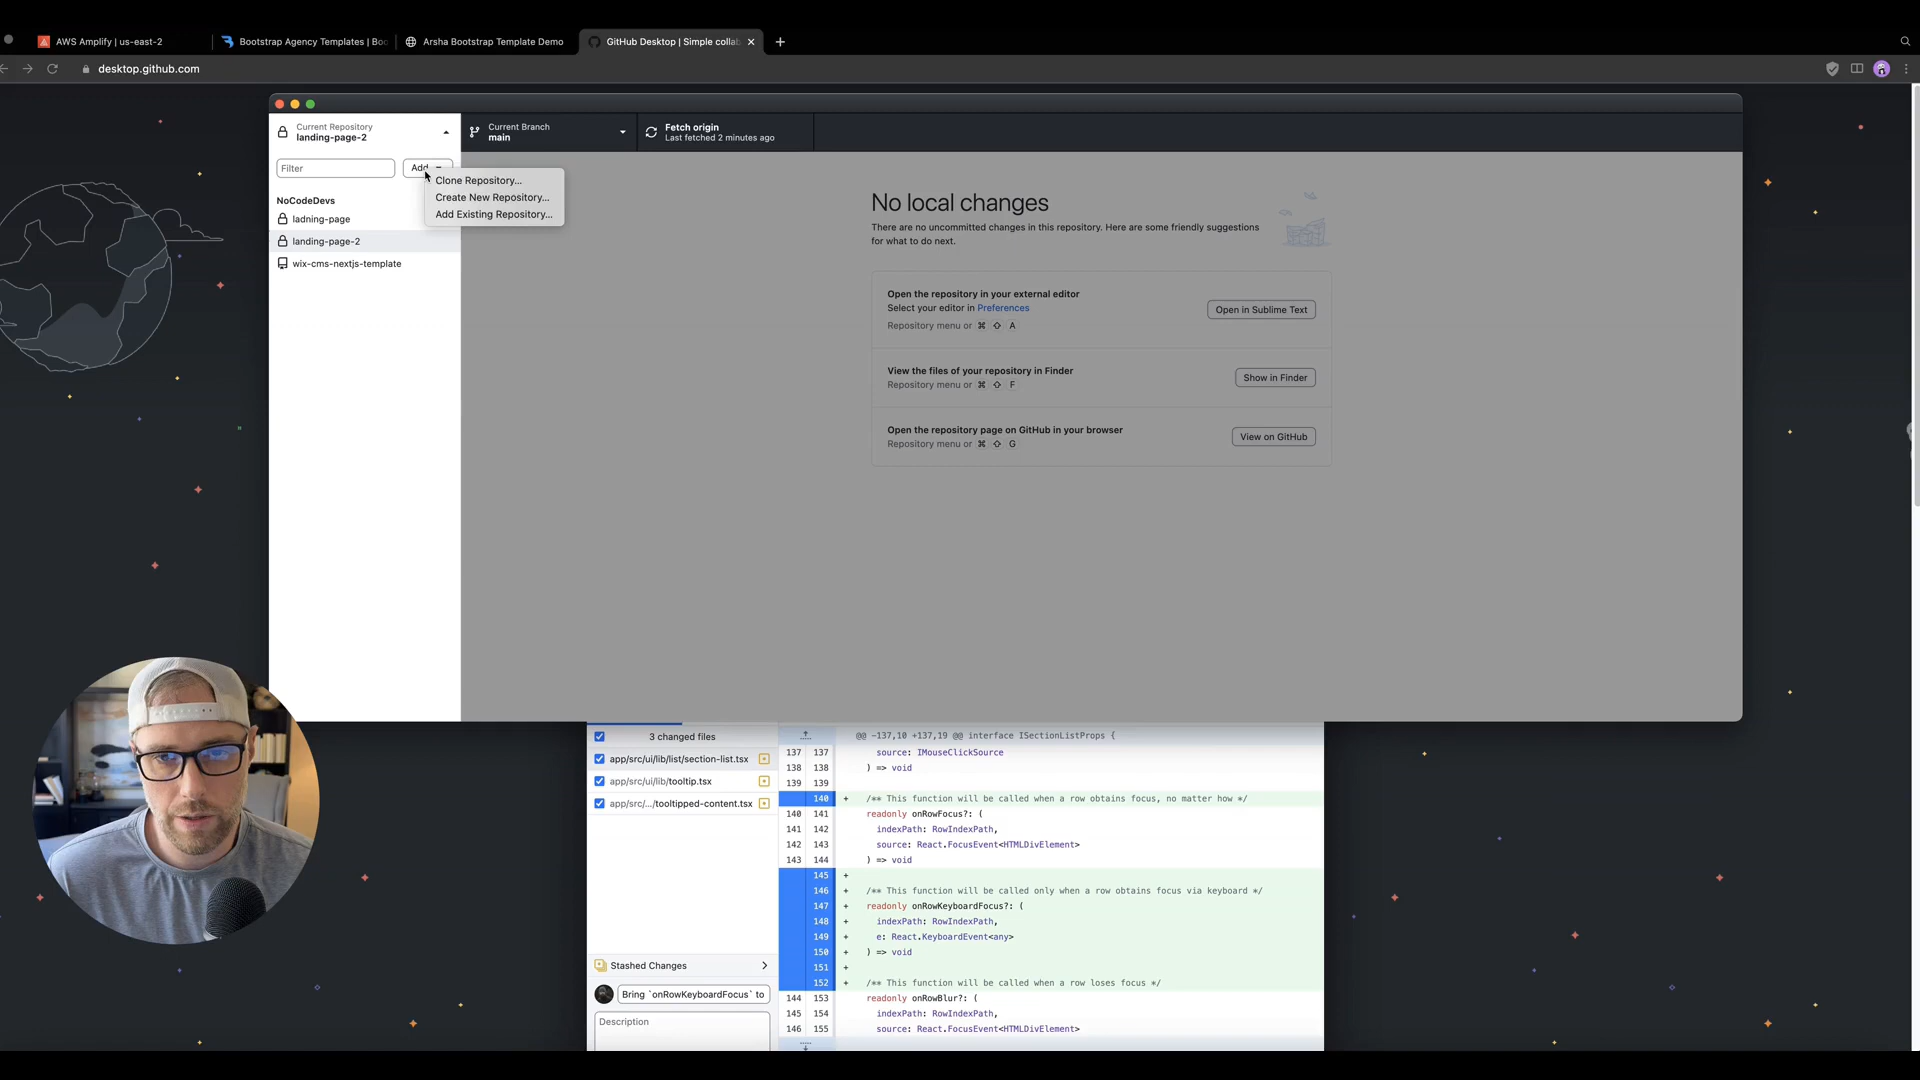 AWS Amplify | us-east-2
Bootstrap Agency Templates | Boo
Arsha Bootstrap Template Demo
GitHub Desktop | Simple collab
desktop.github.com
Current Repository
landing-page-2
Current Branch
main
Fetch origin
Last fetched 2 minutes ago
Filter
Add
Clone Repository...
Create New Repository...
Add Existing Repository...
NoCodeDevs
ladning-page
landing-page-2
wix-cms-nextjs-template
No local changes
There are no uncommitted changes in this repository. Here are some friendly suggestions
for what to do next.
Open the repository in your external editor
Select your editor in Preferences
Repository menu or ⌘ ⇧ A
Open in Sublime Text
View the files of your repository in Finder
Repository menu or ⌘ ⇧ F
Show in Finder
Open the repository page on GitHub in your browser
Repository menu or ⌘ ⇧ G
View on GitHub
3 changed files
app/src/ui/lib/list/section-list.tsx
app/src/ui/lib/tooltip.tsx
app/src/.../tooltipped-content.tsx
Stashed Changes
Bring `onRowKeyboardFocus` to
Description
@@ -137,10 +137,19 @@ interface ISectionListProps {
137 137 source: IMouseClickSource
138 138 ) => void
139 139
140 + /** This function will be called when a row obtains focus, no matter how */
140 141 readonly onRowFocus?: (
141 142 indexPath: RowIndexPath,
142 143 source: React.FocusEvent<HTMLDivElement>
143 144 ) => void
145 +
146 + /** This function will be called only when a row obtains focus via keyboard */
147 + readonly onRowKeyboardFocus?: (
148 + indexPath: RowIndexPath,
149 + e: React.KeyboardEvent<any>
150 + ) => void
151 +
152 + /** This function will be called when a row loses focus */
144 153 readonly onRowBlur?: (
145 154 indexPath: RowIndexPath,
146 155 source: React.FocusEvent<HTMLDivElement>